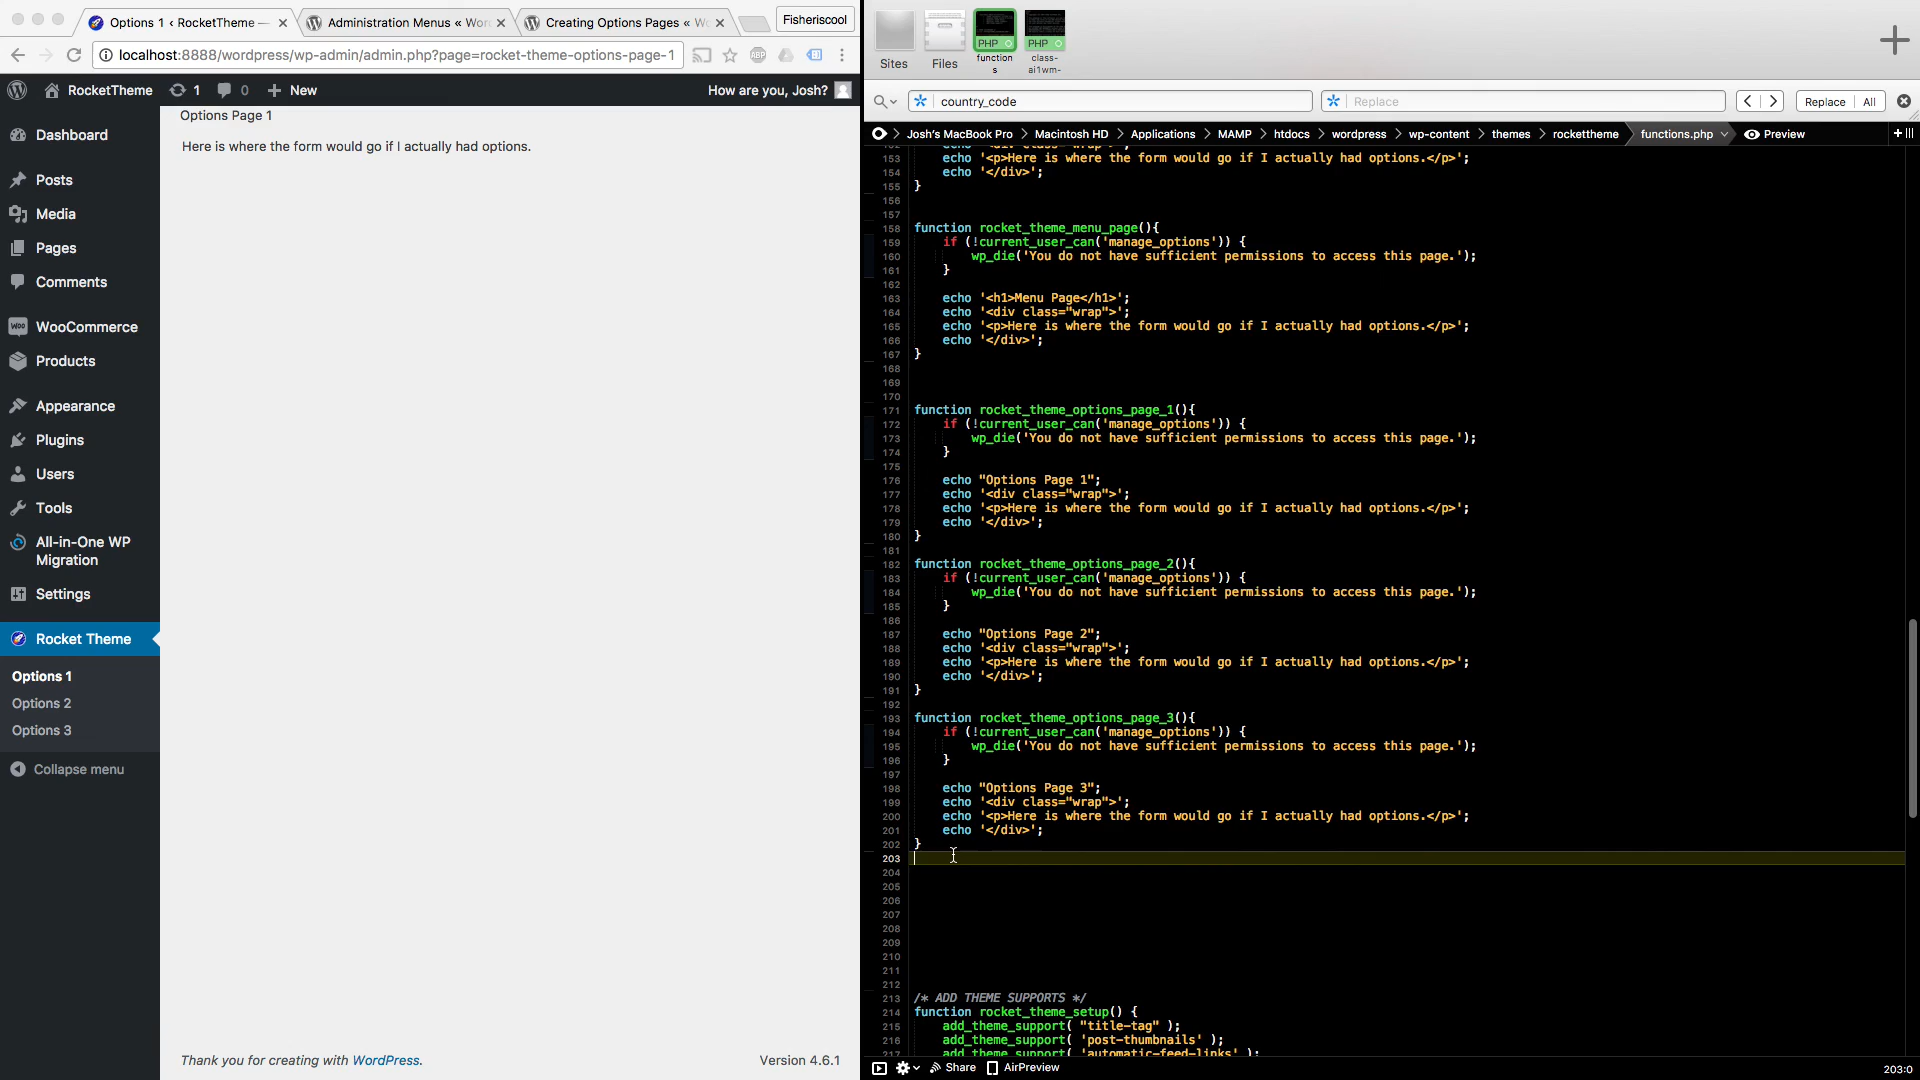 Options 1 ‹ RocketTheme —
Administration Menus « Wor
Creating Options Pages « Wo
Fisheriscool
localhost:8888/wordpress/wp-admin/admin.php?page=rocket-theme-options-page-1
RocketTheme 1 0 New
How are you, Josh?
Options Page 1
Here is where the form would go if I actually had options.
Dashboard
Posts
Media
Pages
Comments
WooCommerce
Products
Appearance
Plugins
Users
Tools
All-in-One WP
Migration
Settings
Rocket Theme
Options 1
Options 2
Options 3
Collapse menu
Thank you for creating with WordPress.
Version 4.6.1
PHP
PHP
Sites
Files
function
s
class-
ai1wm-
country_code
Replace
Replace All
Josh's MacBook Pro Macintosh HD Applications MAMP htdocs wordpress wp-content themes rockettheme functions.php Preview
153 echo '<p>Here is where the form would go if I actually had options.</p>';
154 echo '</div>';
155 }
156
157
158 function rocket_theme_menu_page(){
159 if (!current_user_can('manage_options')) {
160 wp_die('You do not have sufficient permissions to access this page.');
161 }
162
163 echo '<h1>Menu Page</h1>';
164 echo '<div class="wrap">';
165 echo '<p>Here is where the form would go if I actually had options.</p>';
166 echo '</div>';
167 }
168
169
170
171 function rocket_theme_options_page_1(){
172 if (!current_user_can('manage_options')) {
173 wp_die('You do not have sufficient permissions to access this page.');
174 }
175
176 echo "Options Page 1";
177 echo '<div class="wrap">';
178 echo '<p>Here is where the form would go if I actually had options.</p>';
179 echo '</div>';
180 }
181
182 function rocket_theme_options_page_2(){
183 if (!current_user_can('manage_options')) {
184 wp_die('You do not have sufficient permissions to access this page.');
185 }
186
187 echo "Options Page 2";
188 echo '<div class="wrap">';
189 echo '<p>Here is where the form would go if I actually had options.</p>';
190 echo '</div>';
191 }
192
193 function rocket_theme_options_page_3(){
194 if (!current_user_can('manage_options')) {
195 wp_die('You do not have sufficient permissions to access this page.');
196 }
197
198 echo "Options Page 3";
199 echo '<div class="wrap">';
200 echo '<p>Here is where the form would go if I actually had options.</p>';
201 echo '</div>';
202 }
203
204
205
206
207
208
209
210
211
212
213 /* ADD THEME SUPPORTS */
214 function rocket_theme_setup() {
215 add_theme_support( "title-tag" );
216 add_theme_support( 'post-thumbnails' );
217 add_theme_support( 'automatic-feed-links' );
Share AirPreview
203:0